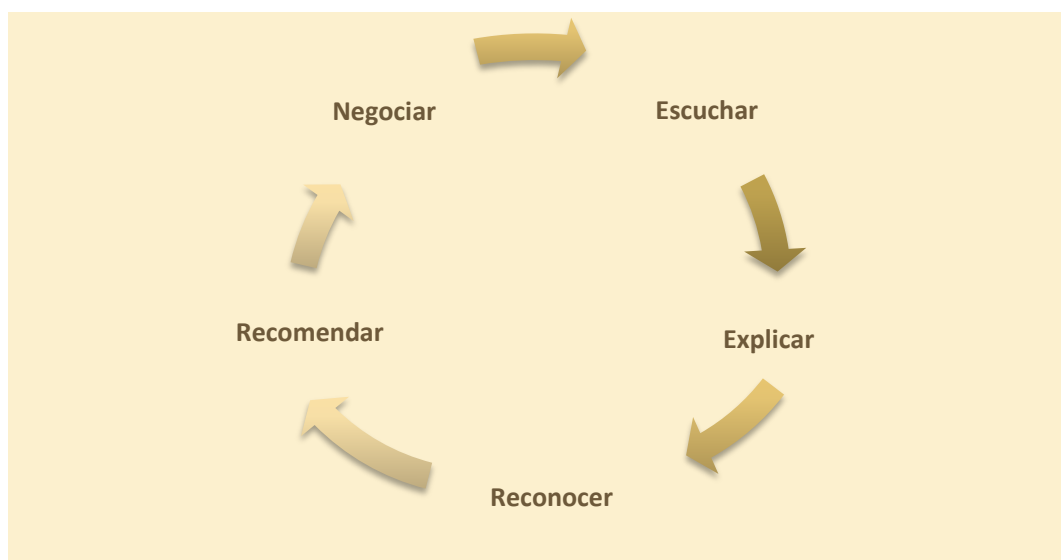 Negociar
Escuchar
Explicar
Recomendar
Reconocer